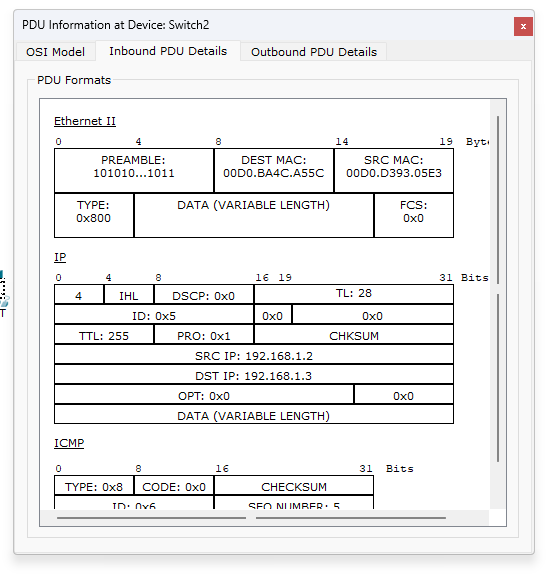 PDU Information at Device: Switch2
x
OSI Model Inbound PDU Details Outbound PDU Details
PDU Formats
Ethernet II
0 4 8 14 19 Byte
PREAMBLE: 101010...1011 DEST MAC: 00D0.BA4C.A55C SRC MAC: 00D0.D393.05E3
TYPE: 0x800 DATA (VARIABLE LENGTH) FCS: 0x0
IP
0 4 8 16 19 31 Bits
4 IHL DSCP: 0x0 TL: 28
ID: 0x5 0x0 0x0
TTL: 255 PRO: 0x1 CHKSUM
SRC IP: 192.168.1.2
DST IP: 192.168.1.3
OPT: 0x0 0x0
DATA (VARIABLE LENGTH)
ICMP
0 8 16 31 Bits
TYPE: 0x8 CODE: 0x0 CHECKSUM
ID: 0x6 SEQ NUMBER: 5
T